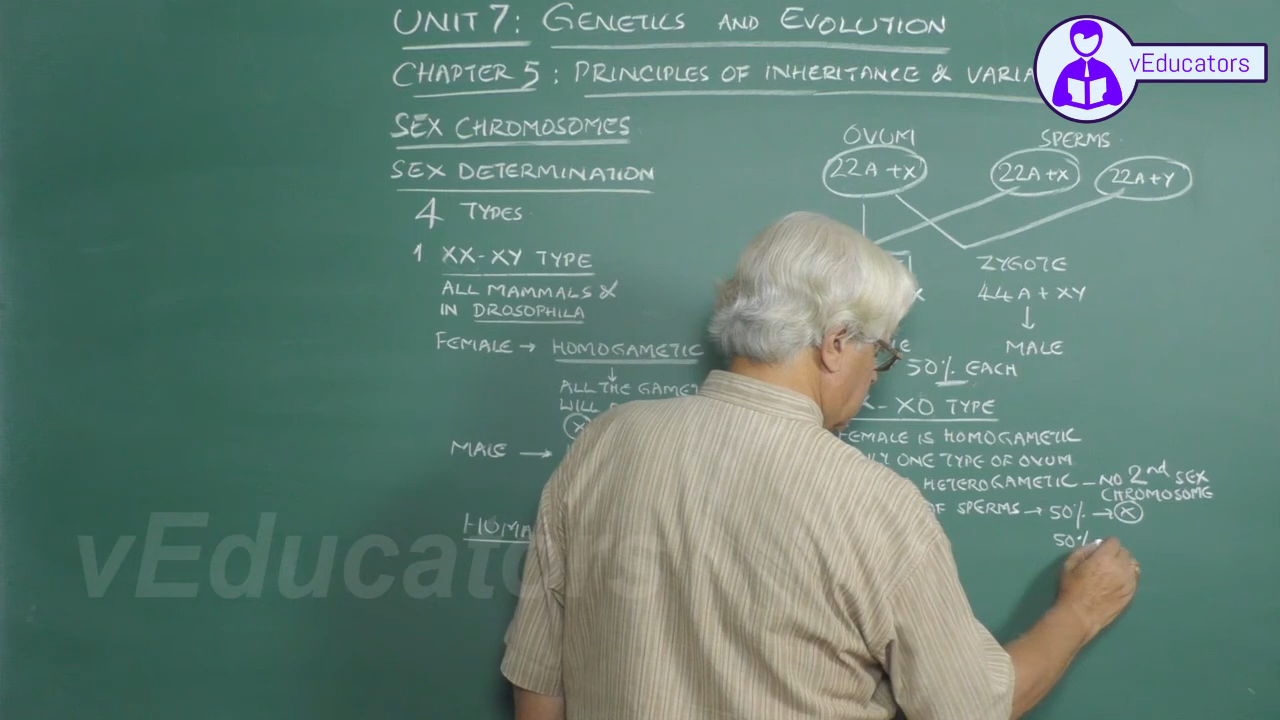 UNIT 7: GENETICS AND EVOLUTION
CHAPTER 5 : PRINCIPLES OF INHERITANCE & VARIA
vEducators
SEX CHROMOSOMES
SEX DETERMINATION
4 TYPES
1 XX-XY TYPE
ALL MAMMALS &
IN DROSOPHILA
FEMALE → HOMOGAMETIC
↓
ALL THE GAMET
WILL
X
MALE →
HUMA
OVUM SPERMS
22A+X 22A+X 22A+Y
ZYGOTE
44A+XY
↓
MALE
50% EACH
- XO TYPE
FEMALE IS HOMOGAMETIC
ONE TYPE OF OVUM
HETEROGAMETIC - NO 2nd SEX
CHROMOSOME
OF SPERMS → 50% → X
50%
vEducators